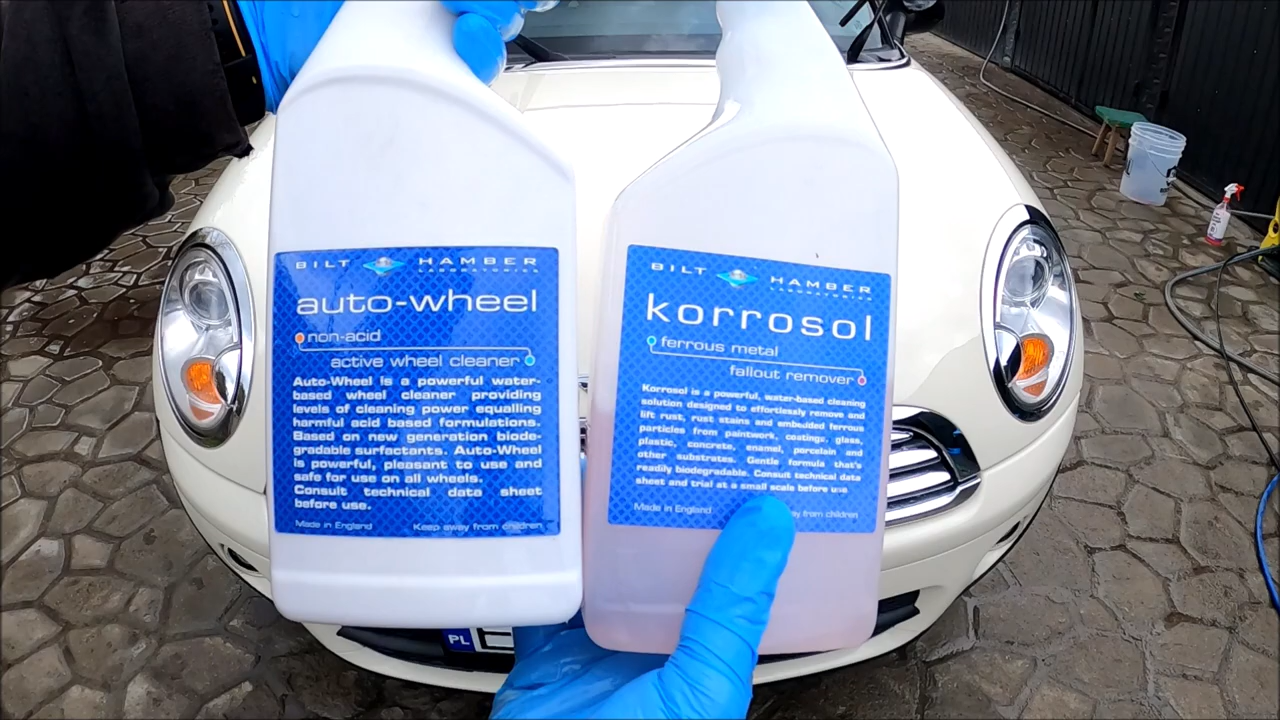 BILT HAMBER
LABORATORIES
auto-wheel
non-acid
active wheel cleaner
Auto-Wheel is a powerful water-
based wheel cleaner providing
levels of cleaning power equalling
harmful acid based formulations.
Based on new generation biode-
gradable surfactants. Auto-Wheel
is powerful, pleasant to use and
safe for use on all wheels.
Consult technical data sheet
before use.
Made in England Keep away from children
BILT HAMBER
LABORATORIES
korrosol
ferrous metal
fallout remover
Korrosol is a powerful, water-based cleaning
solution designed to effortlessly remove and
lift rust, rust stains and embedded ferrous
particles from paintwork, coatings, glass,
plastic, concrete, enamel, porcelain and
other substrates. Gentle formula that's
readily biodegradable. Consult technical data
sheet and trial at a small scale before use
Made in England from children
PL E